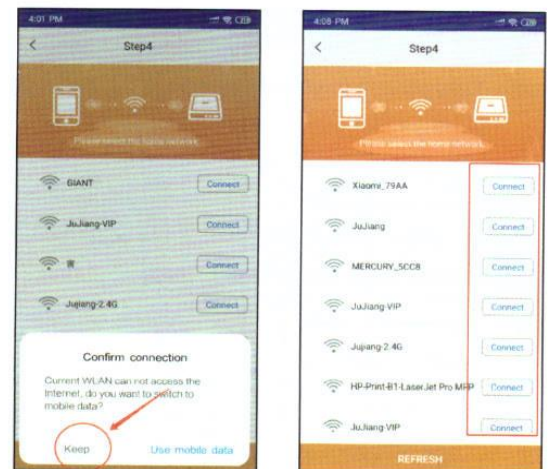 4:01 PM
Step4
Please select the home network
GIANT
Connect
JuJiang-VIP
Connect
Connect
Jujiang-2.4G
Connect
Confirm connection
Current WLAN can not access the
Internet, do you want to switch to
mobile data?
Keep
Use mobile data
4:05 PM
Step4
Please select the home network
Xiaomi_79AA
Connect
JuJiang
Connect
MERCURY_5CC8
Connect
JuJiang-VIP
Connect
Jujiang-2.4G
Connect
HP-Print-B1-LaserJet Pro MFP
Connect
JuJiang-VIP
Connect
REFRESH